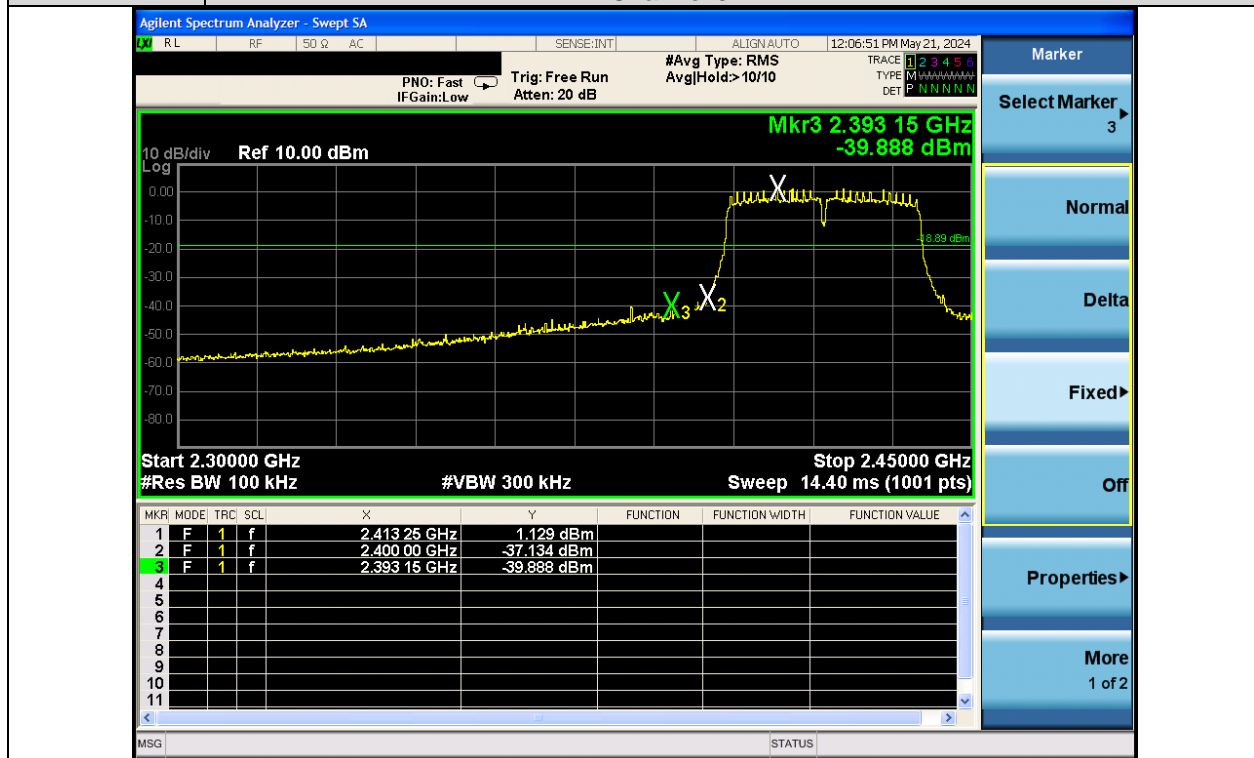 Agilent Spectrum Analyzer - Swept SA
LXI RL RF 50 Ω AC SENSE:INT ALIGNAUTO 12:06:51 PM May 21, 2024
PNO: Fast
IFGain:Low
Trig: Free Run
Atten: 20 dB
#Avg Type: RMS
Avg|Hold:> 10/10
TRACE 1 2 3 4 5 6
TYPE M
DET P N N N N N
Mkr3 2.393 15 GHz
-39.888 dBm
10 dB/div Ref 10.00 dBm
Log
0.00
-10.0
-20.0
-30.0
-40.0
-50.0
-60.0
-70.0
-80.0
-18.89 dBm
3
2
Start 2.30000 GHz Stop 2.45000 GHz
#Res BW 100 kHz #VBW 300 kHz Sweep 14.40 ms (1001 pts)
MKR MODE TRC SCL X Y FUNCTION FUNCTION WIDTH FUNCTION VALUE
1 F 1 f 2.413 25 GHz 1.129 dBm
2 F 1 f 2.400 00 GHz -37.134 dBm
3 F 1 f 2.393 15 GHz -39.888 dBm
4
5
6
7
8
9
10
11
MSG STATUS
Marker
Select Marker
3
Normal
Delta
Fixed
Off
Properties
More
1 of 2